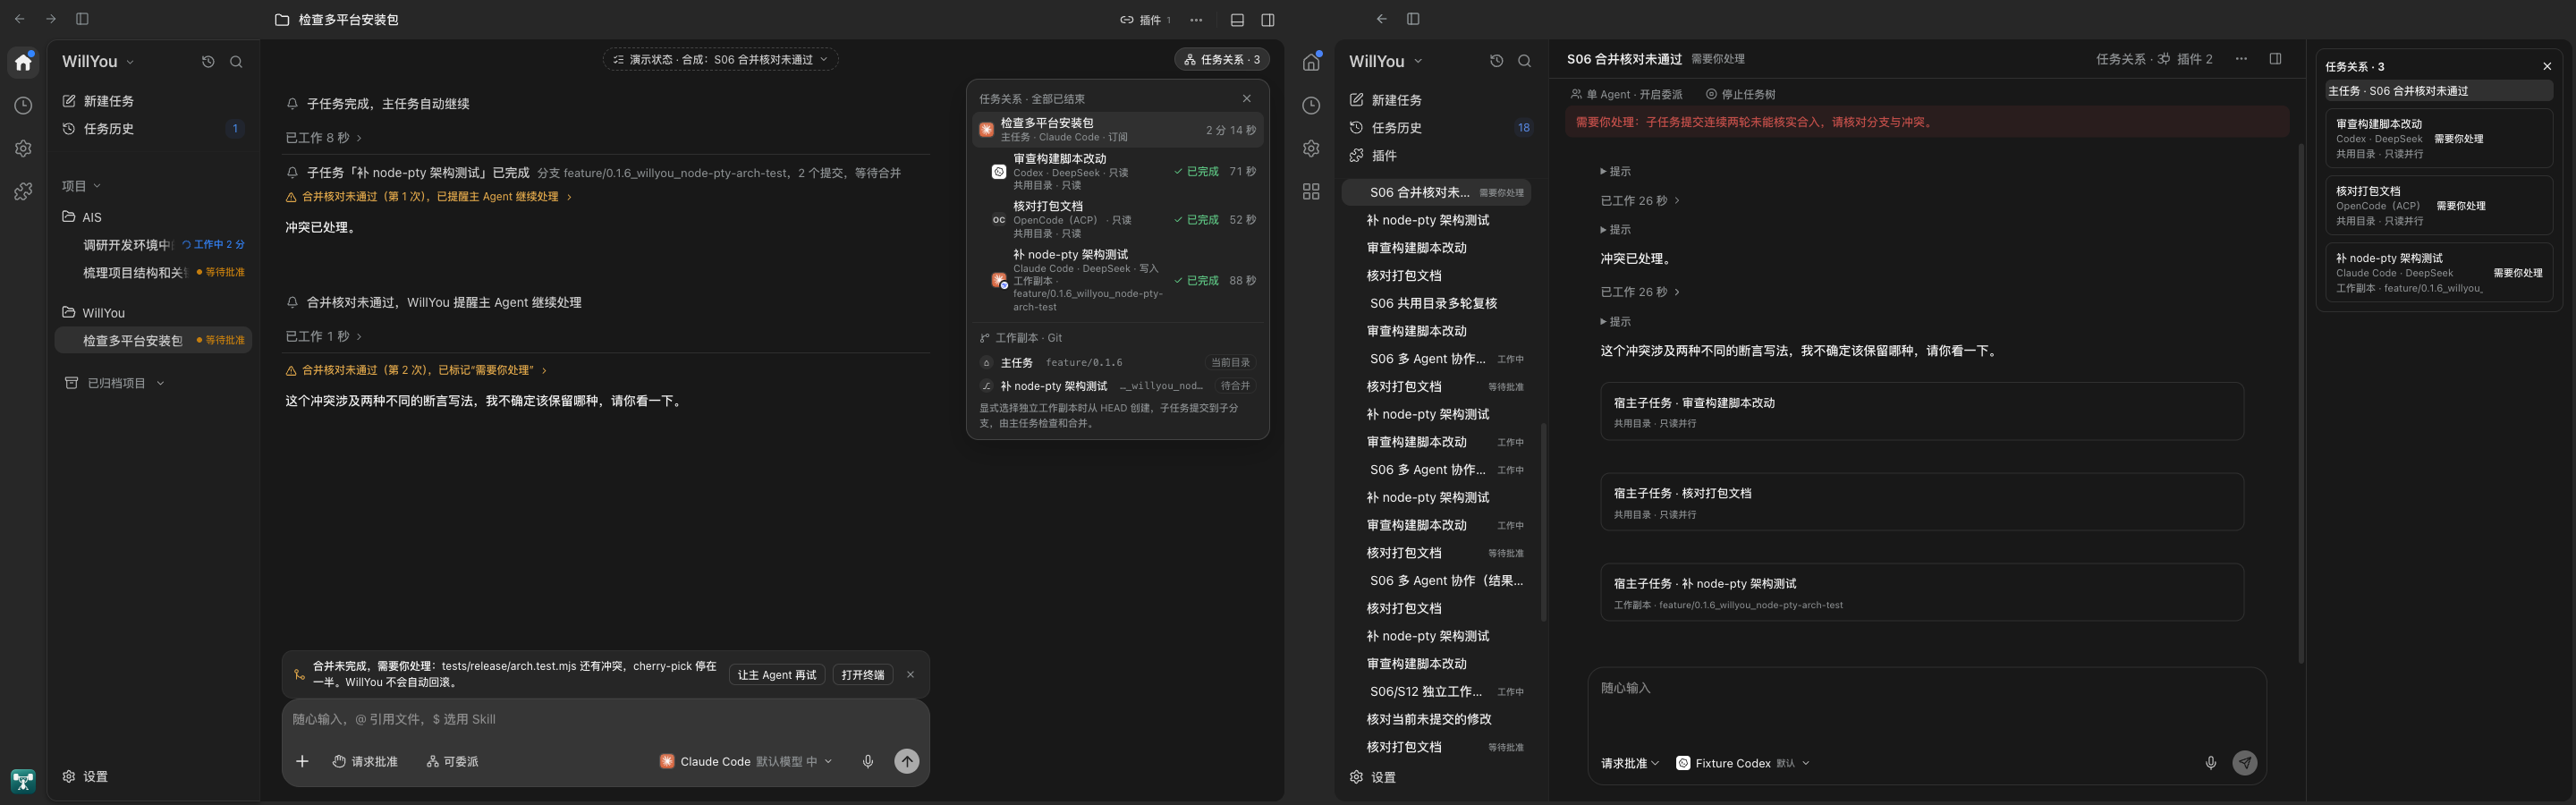 检查多平台安装包
插件 1
WillYou
新建任务
任务历史
1
项目
AIS
调研开发环境中
工作中 2 分
梳理项目结构和关
等待批准
WillYou
检查多平台安装包
等待批准
已归档项目
设置
演示状态 · 合成：S06 合并核对未通过
任务关系 · 3
子任务完成，主任务自动继续
已工作 8 秒
子任务「补 node-pty 架构测试」已完成 分支 feature/0.1.6_willyou_node-pty-arch-test，2 个提交，等待合并
合并核对未通过（第 1 次），已提醒主 Agent 继续处理
冲突已处理。
合并核对未通过，WillYou 提醒主 Agent 继续处理
已工作 1 秒
合并核对未通过（第 2 次），已标记“需要你处理”
这个冲突涉及两种不同的断言写法，我不确定该保留哪种，请你看一下。
任务关系 · 全部已结束
检查多平台安装包
主任务 · Claude Code · 订阅
2 分 14 秒
审查构建脚本改动
Codex · DeepSeek · 只读
共用目录 · 只读
已完成 71 秒
核对打包文档
OC
OpenCode（ACP） · 只读
共用目录 · 只读
已完成 52 秒
补 node-pty 架构测试
Claude Code · DeepSeek · 写入
工作副本 ·
feature/0.1.6_willyou_node-pty-
arch-test
已完成 88 秒
工作副本 · Git
主任务 feature/0.1.6 当前目录
补 node-pty 架构测试 …_willyou_nod… 待合并
显式选择独立工作副本时从 HEAD 创建，子任务提交到子分
支，由主任务检查和合并。
合并未完成，需要你处理：tests/release/arch.test.mjs 还有冲突，cherry-pick 停在
一半。WillYou 不会自动回滚。
让主 Agent 再试
打开终端
随心输入，@ 引用文件，$ 选用 Skill
请求批准
可委派
Claude Code 默认模型 中
WillYou
新建任务
任务历史
18
插件
S06 合并核对未... 需要你处理
补 node-pty 架构测试
审查构建脚本改动
核对打包文档
S06 共用目录多轮复核
审查构建脚本改动
S06 多 Agent 协作... 工作中
核对打包文档 等待批准
补 node-pty 架构测试
审查构建脚本改动 工作中
S06 多 Agent 协作... 工作中
补 node-pty 架构测试
审查构建脚本改动 工作中
核对打包文档 等待批准
S06 多 Agent 协作（结果...
核对打包文档
补 node-pty 架构测试
审查构建脚本改动
S06/S12 独立工作... 工作中
核对当前未提交的修改
核对打包文档 等待批准
设置
S06 合并核对未通过 需要你处理
任务关系 · 3
插件 2
单 Agent · 开启委派
停止任务树
需要你处理：子任务提交连续两轮未能核实合入，请核对分支与冲突。
提示
已工作 26 秒
提示
冲突已处理。
已工作 26 秒
提示
这个冲突涉及两种不同的断言写法，我不确定该保留哪种，请你看一下。
宿主子任务 · 审查构建脚本改动
共用目录 · 只读并行
宿主子任务 · 核对打包文档
共用目录 · 只读并行
宿主子任务 · 补 node-pty 架构测试
工作副本 · feature/0.1.6_willyou_node-pty-arch-test
随心输入
请求批准
Fixture Codex 默认
任务关系 · 3
主任务 · S06 合并核对未通过
审查构建脚本改动
Codex · DeepSeek 需要你处理
共用目录 · 只读并行
核对打包文档
OpenCode（ACP） 需要你处理
共用目录 · 只读并行
补 node-pty 架构测试
Claude Code · DeepSeek 需要你处理
工作副本 · feature/0.1.6_willyou_